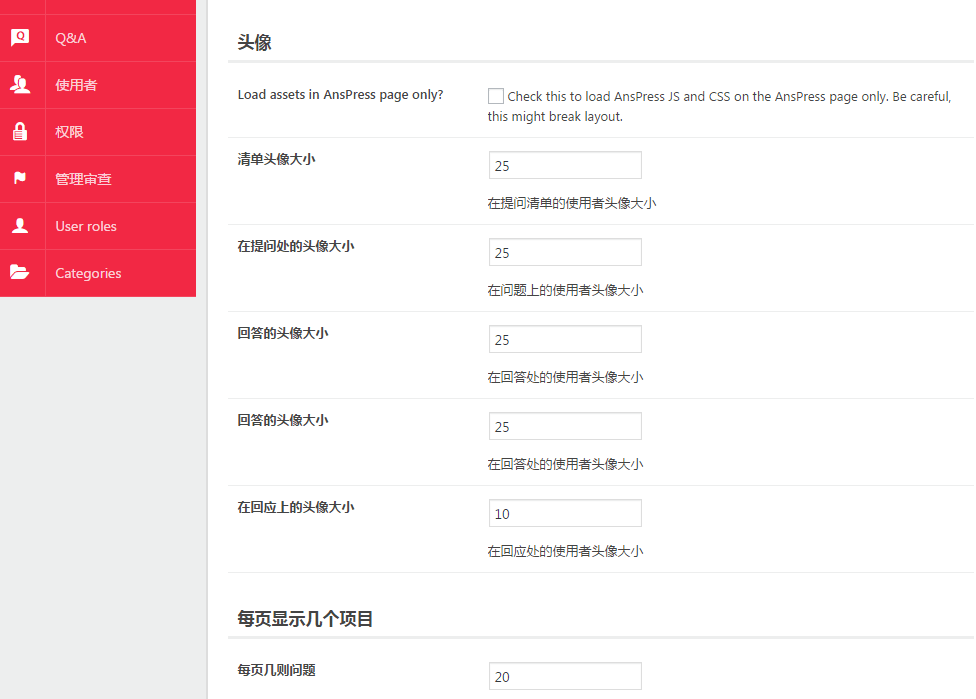 Q&A
使用者
权限
管理审查
User roles
Categories
头像
Load assets in AnsPress page only?
Check this to load AnsPress JS and CSS on the AnsPress page only. Be careful,
this might break layout.
清单头像大小
25
在提问清单的使用者头像大小
在提问处的头像大小
25
在问题上的使用者头像大小
回答的头像大小
25
在回答处的使用者头像大小
回答的头像大小
25
在回答处的使用者头像大小
在回应上的头像大小
10
在回应处的使用者头像大小
每页显示几个项目
每页几则问题
20